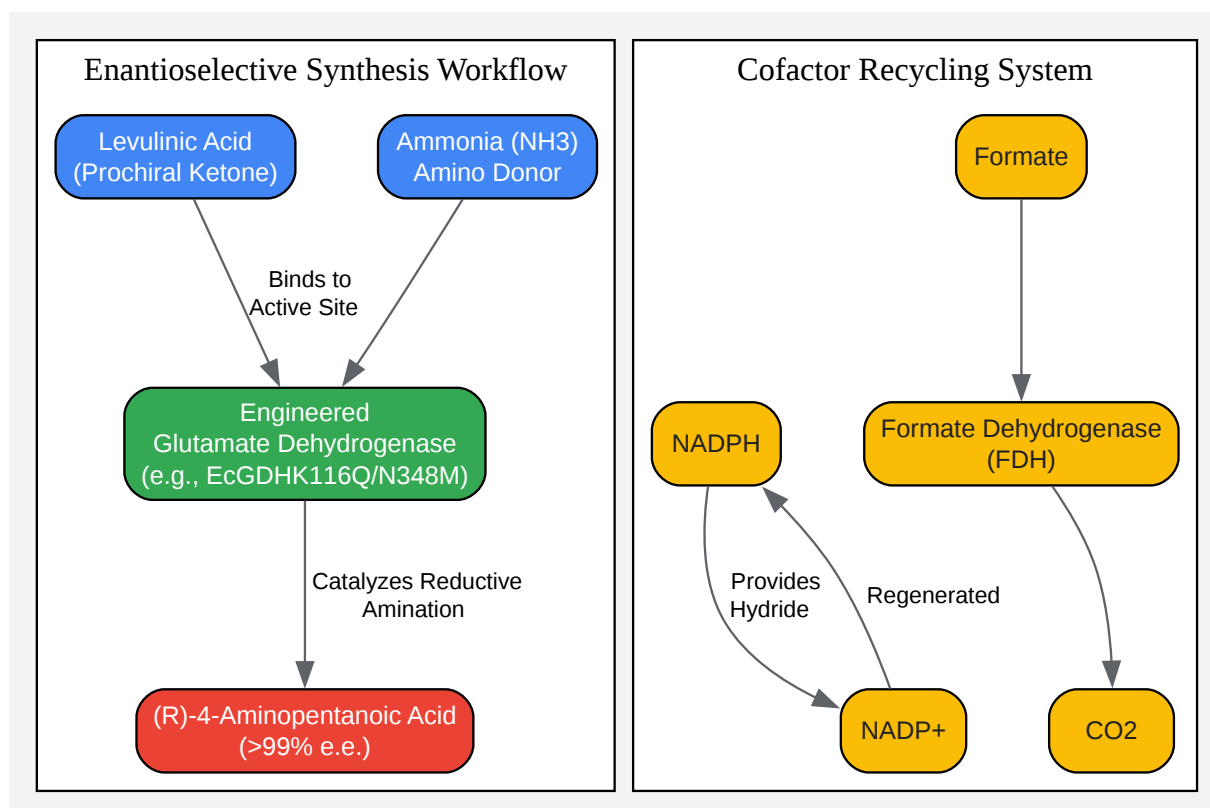 Enantioselective Synthesis Workflow
Levulinic Acid
(Prochiral Ketone)
Ammonia (NH3)
Amino Donor
Binds to
Active Site
Engineered
Glutamate Dehydrogenase
(e.g., EcGDHK116Q/N348M)
Catalyzes Reductive
Amination
(R)-4-Aminopentanoic Acid
(>99% e.e.)
Cofactor Recycling System
Formate
NADPH
Formate Dehydrogenase
(FDH)
Provides
Hydride
Regenerated
NADP+
CO2